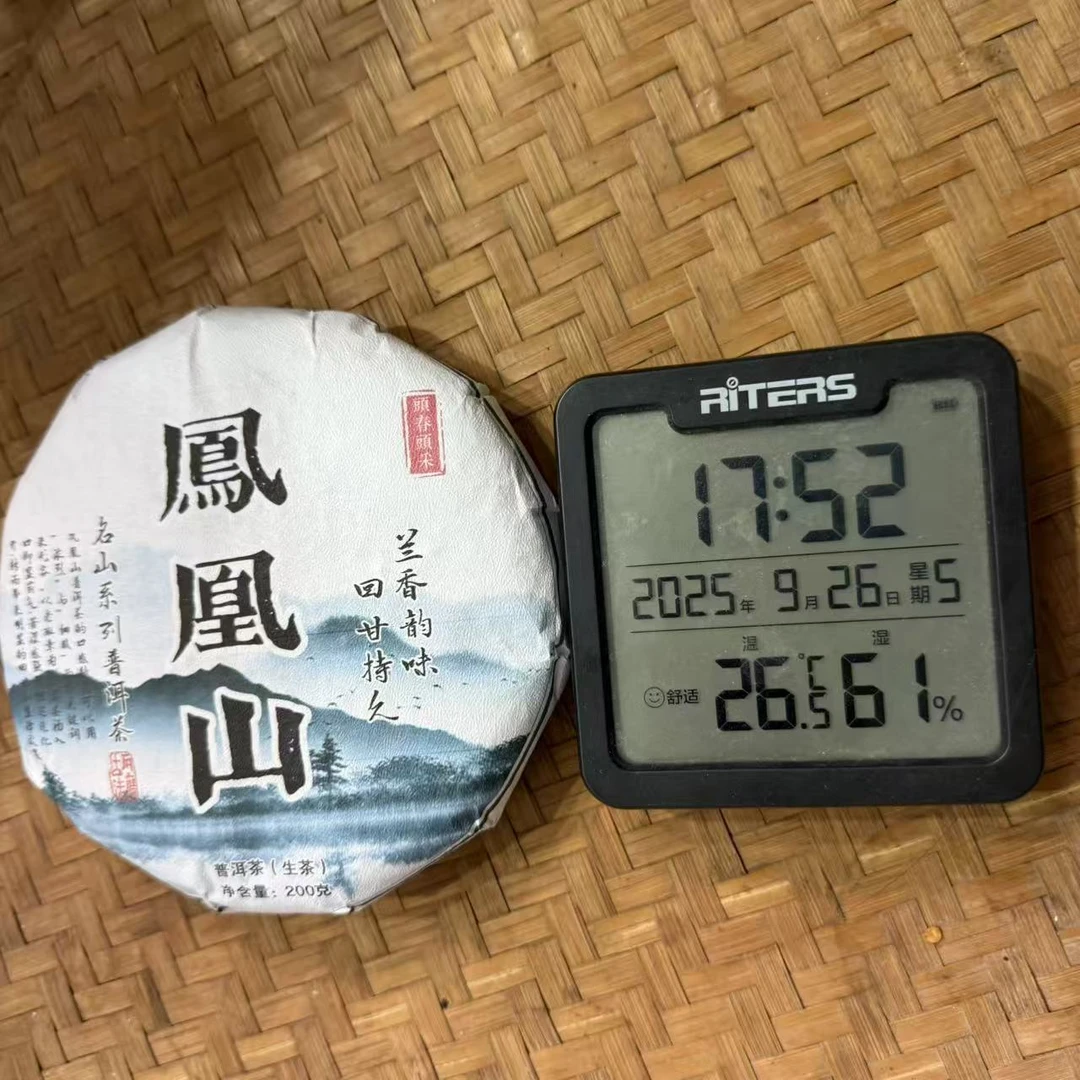 鳳凰山
頭春頭采
兰香韵味
回甘持久
名山系列普洱茶
普洱茶（生茶）
净含量：200克
RITERS
17:52
2025年 9月26日 星期5
温 湿
舒适 26.5℃ 61%